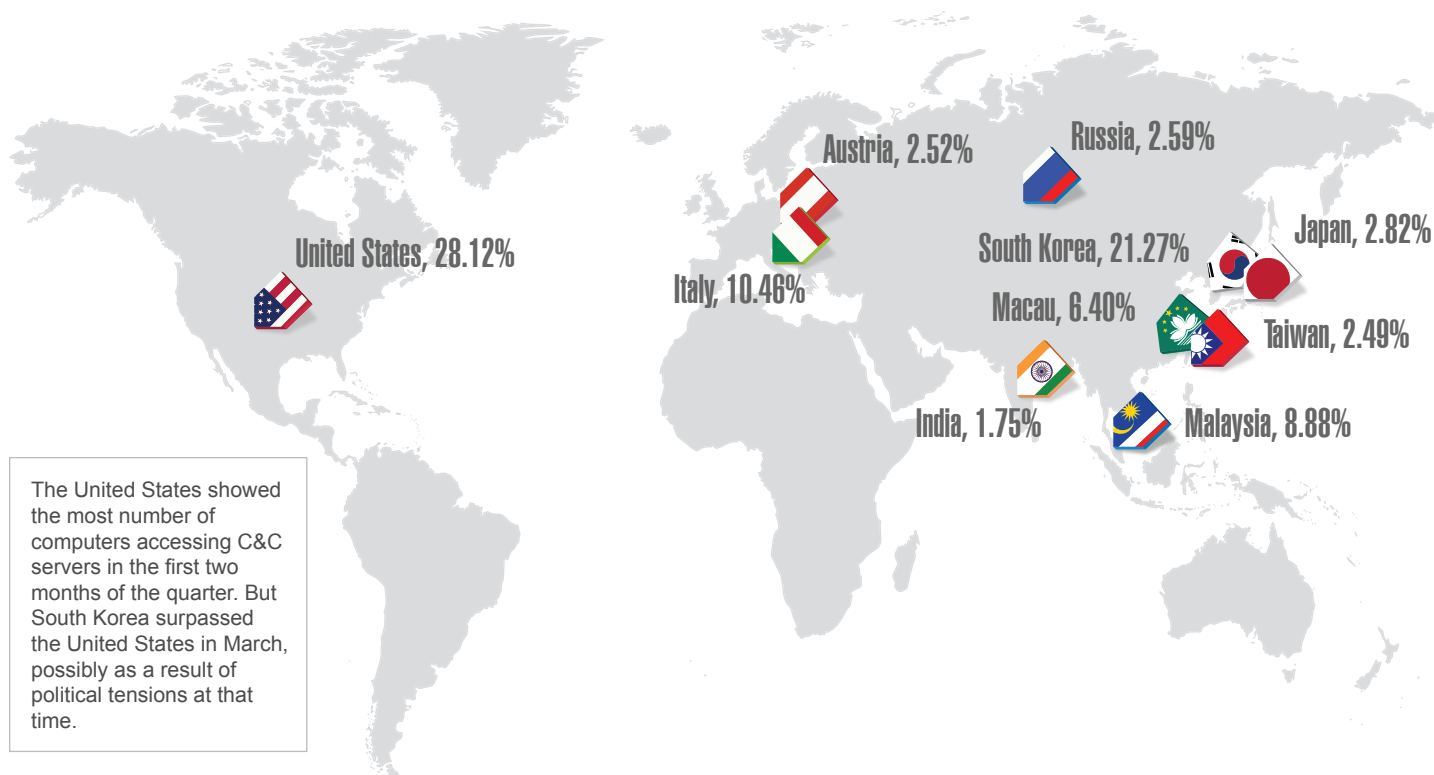 Austria, 2.52%
Russia, 2.59%
United States, 28.12%
South Korea, 21.27%
Japan, 2.82%
Italy, 10.46%
Macau, 6.40%
Taiwan, 2.49%
India, 1.75%
Malaysia, 8.88%
The United States showed
the most number of
computers accessing C&C
servers in the first two
months of the quarter. But
South Korea surpassed
the United States in March,
possibly as a result of
political tensions at that
time.